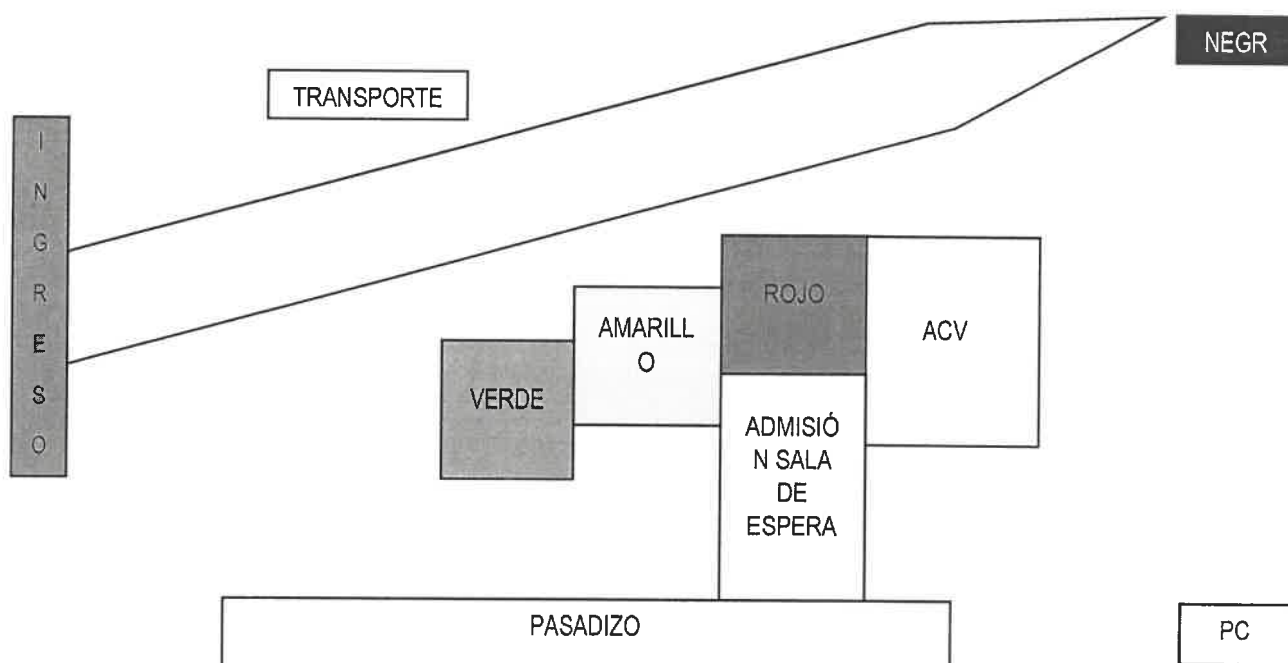 NEGR
TRANSPORTE
I
N
G
R
E
S
O
ROJO
AMARILL
O
ACV
VERDE
ADMISIÓ
N SALA
DE
ESPERA
PASADIZO
PC